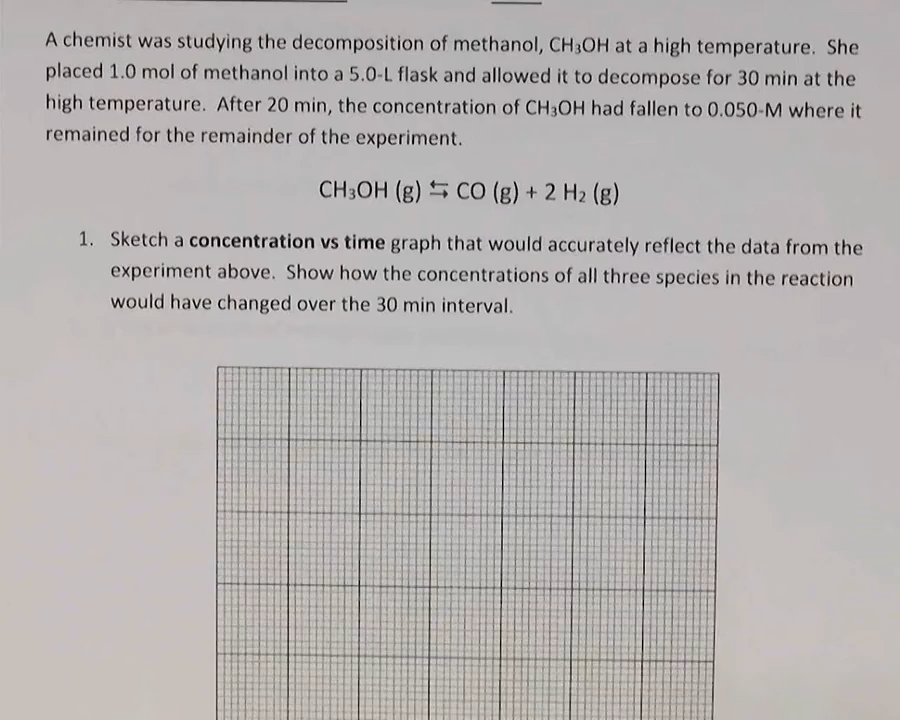 A chemist was studying the decomposition of methanol, CH₃OH at a high temperature. She
placed 1.0 mol of methanol into a 5.0-L flask and allowed it to decompose for 30 min at the
high temperature. After 20 min, the concentration of CH₃OH had fallen to 0.050-M where it
remained for the remainder of the experiment.
CH₃OH (g) ⇆ CO (g) + 2 H₂ (g)
1. Sketch a concentration vs time graph that would accurately reflect the data from the
experiment above. Show how the concentrations of all three species in the reaction
would have changed over the 30 min interval.